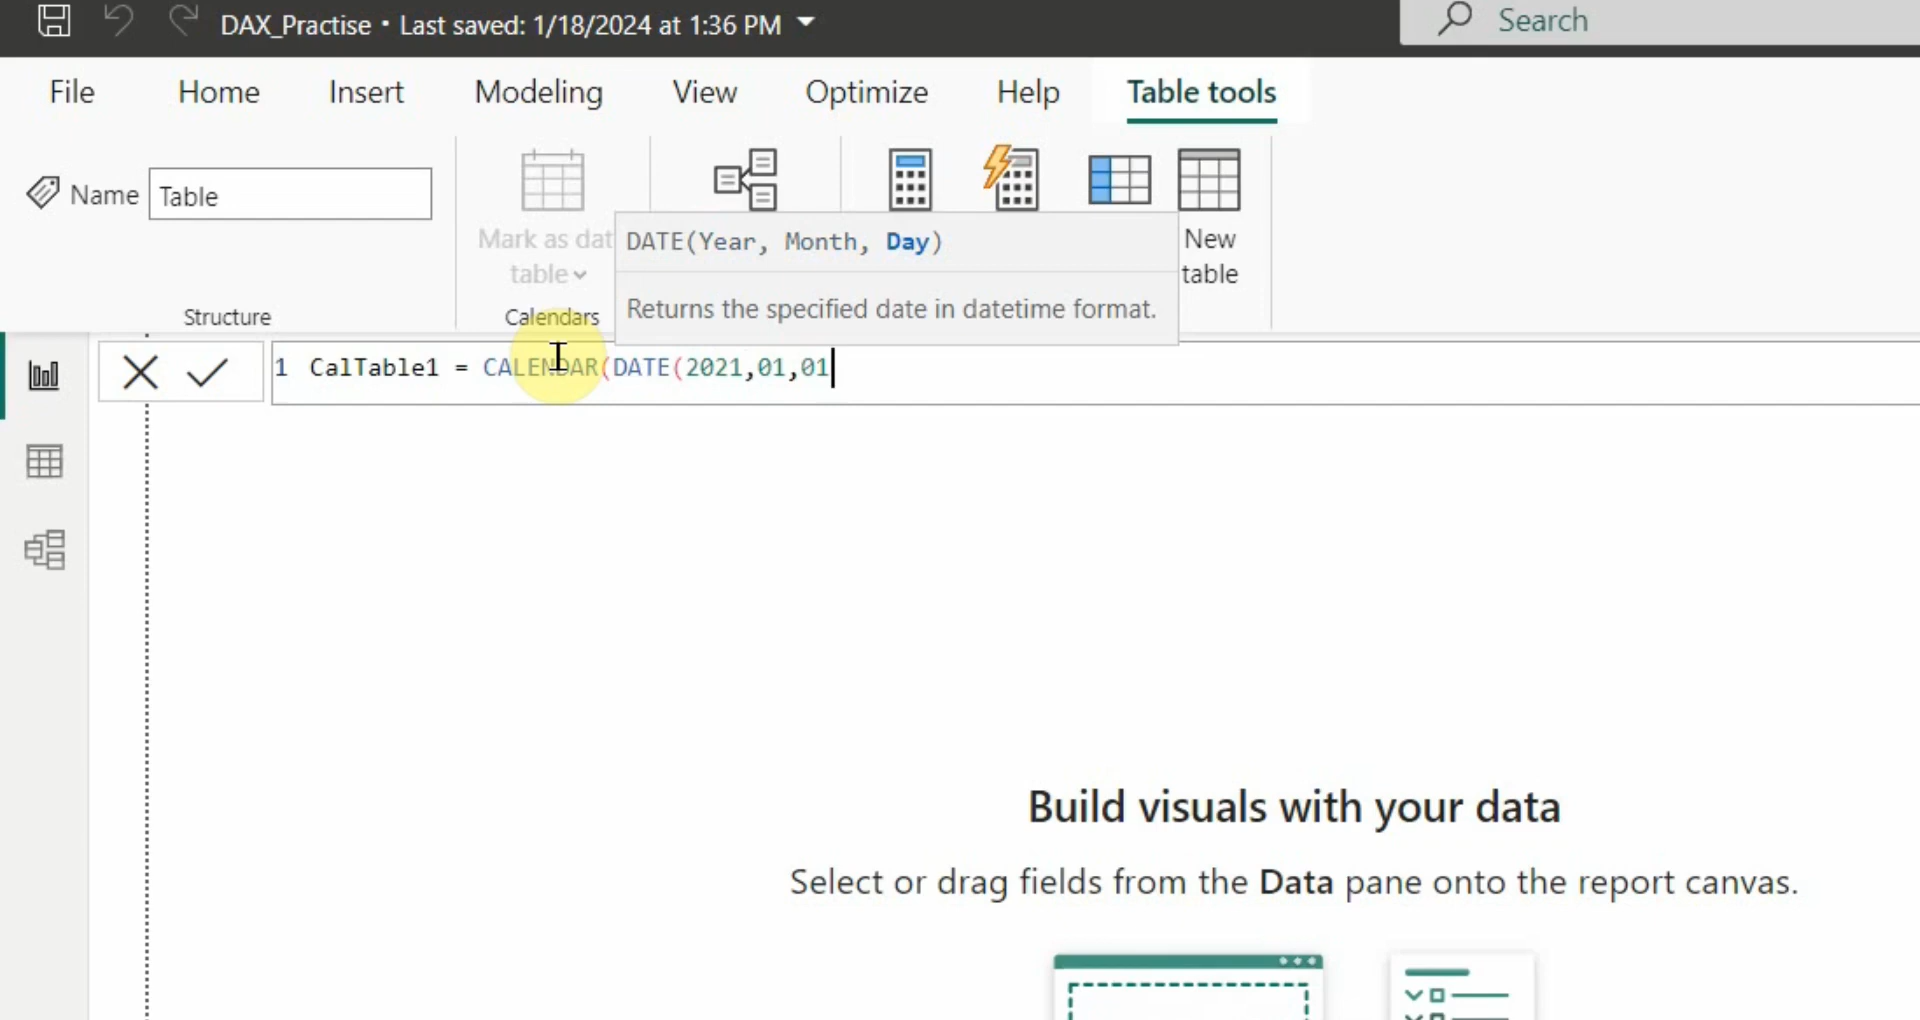 DAX_Practise • Last saved: 1/18/2024 at 1:36 PM
Search
File Home Insert Modeling View Optimize Help Table tools
Name Table
Mark as dat
table
DATE(Year, Month, Day)
Returns the specified date in datetime format.
New
table
Structure
Calendars
1 CalTable1 = CALENDAR(DATE(2021,01,01
Build visuals with your data
Select or drag fields from the Data pane onto the report canvas.